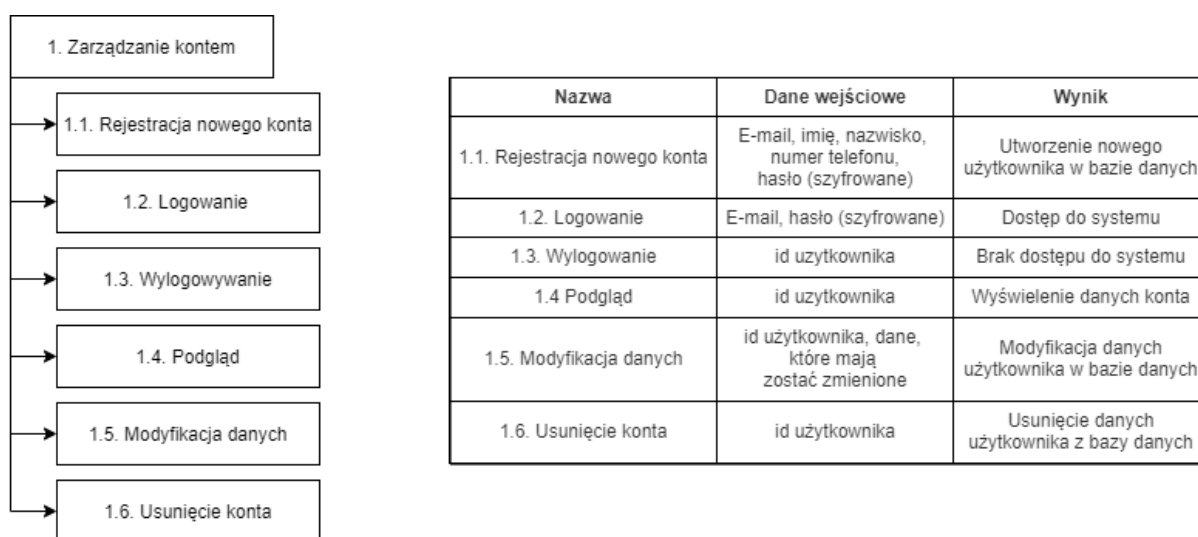 1. Zarządzanie kontem
1.1. Rejestracja nowego konta
1.2. Logowanie
1.3. Wylogowywanie
1.4. Podgląd
1.5. Modyfikacja danych
1.6. Usunięcie konta
Nazwa Dane wejściowe Wynik
1.1. Rejestracja nowego konta
E-mail, imię, nazwisko,
numer telefonu,
hasło (szyfrowane)
Utworzenie nowego
użytkownika w bazie danych
1.2. Logowanie E-mail, hasło (szyfrowane) Dostęp do systemu
1.3. Wylogowanie id uzytkownika Brak dostępu do systemu
1.4 Podgląd id uzytkownika Wyświelenie danych konta
1.5. Modyfikacja danych
id użytkownika, dane,
które mają
zostać zmienione
Modyfikacja danych
użytkownika w bazie danych
1.6. Usunięcie konta
id użytkownika
Usunięcie danych
użytkownika z bazy danych